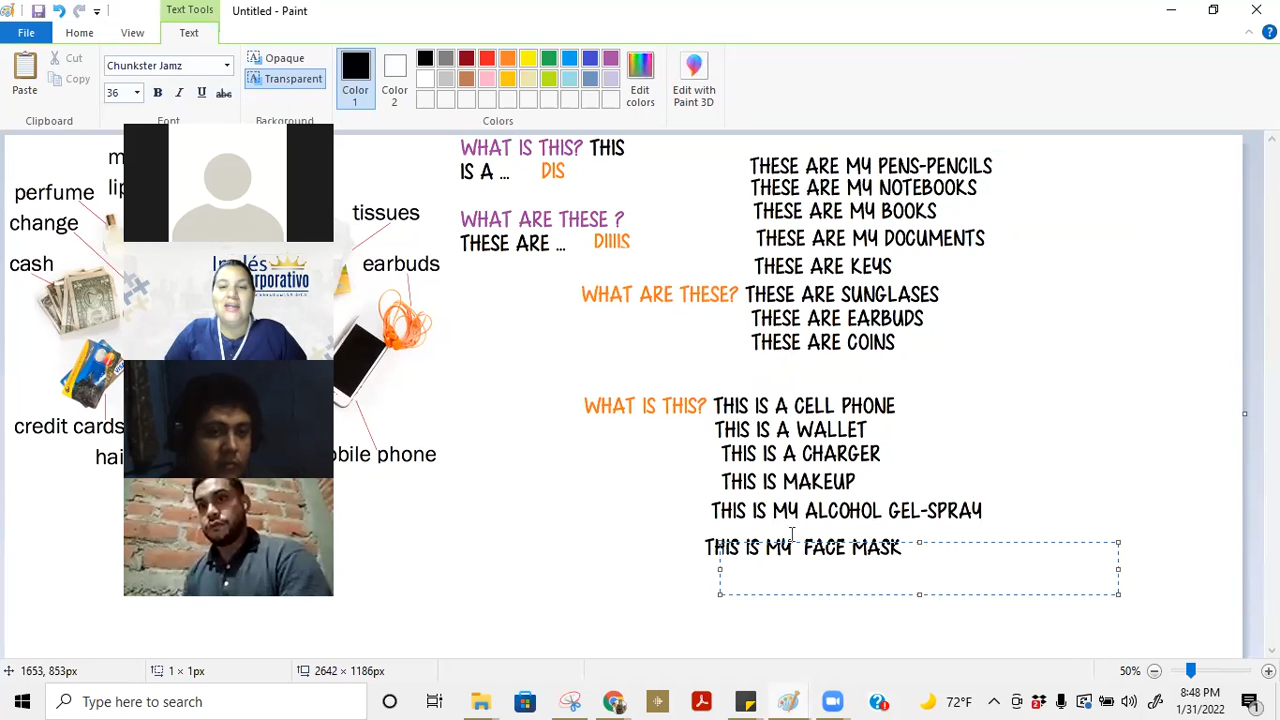 Untitled - Paint
Text Tools
File
Home
View
Text
Paste
Cut
Copy
Clipboard
Chunkster Jamz
36
B I U abc
Font
Opaque
Transparent
Background
Color 1
Color 2
Edit colors
Edit with Paint 3D
Colors
perfume
change
cash
credit cards
tissues
earbuds
Inglés
WHAT IS THIS? THIS
IS A ... DIS
WHAT ARE THESE ?
THESE ARE ... DIIIIS
THESE ARE MY PENS-PENCILS
THESE ARE MY NOTEBOOKS
THESE ARE MY BOOKS
THESE ARE MY DOCUMENTS
THESE ARE KEYS
WHAT ARE THESE? THESE ARE SUNGLASES
THESE ARE EARBUDS
THESE ARE COINS
WHAT IS THIS? THIS IS A CELL PHONE
THIS IS A WALLET
THIS IS A CHARGER
THIS IS MAKEUP
THIS IS MY ALCOHOL GEL-SPRAY
THIS IS MY FACE MASK
phone
1653, 853px
1 × 1px
2642 × 1186px
50%
Type here to search
72°F
8:48 PM
1/31/2022